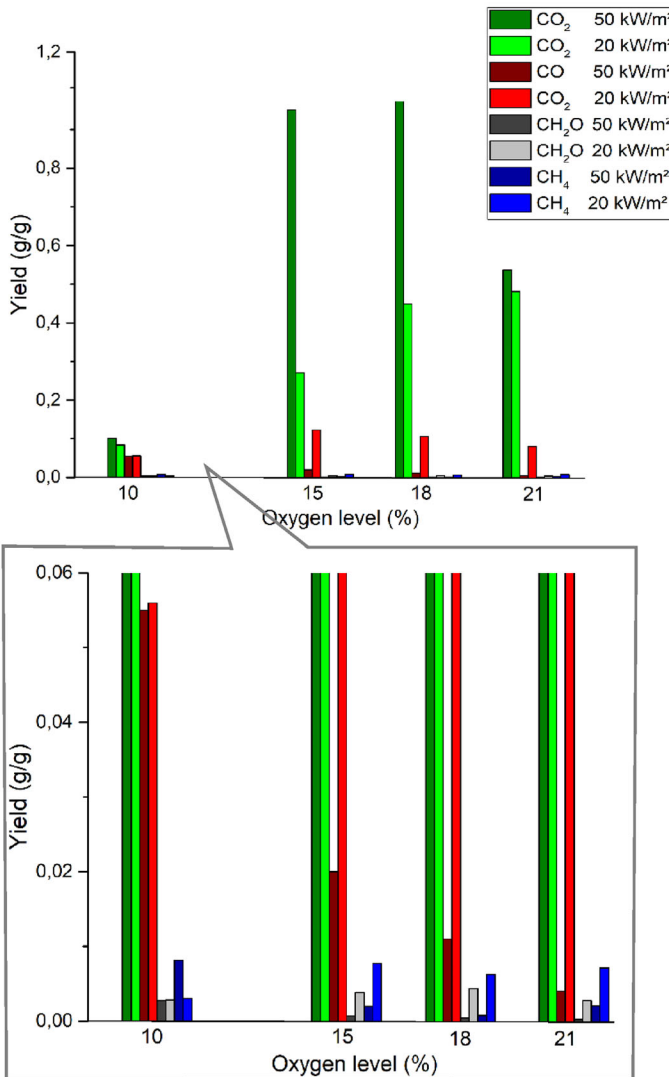 CO₂ 50 kW/m²
CO₂ 20 kW/m²
CO 50 kW/m²
CO₂ 20 kW/m²
CH₂O 50 kW/m²
CH₂O 20 kW/m²
CH₄ 50 kW/m²
CH₄ 20 kW/m²
Yield (g/g)
1,2
0,8
0,6
0,4
0,2
0,0
10 15 18 21
Oxygen level (%)
Yield (g/g)
0,06
0,04
0,02
0,00
10 15 18 21
Oxygen level (%)